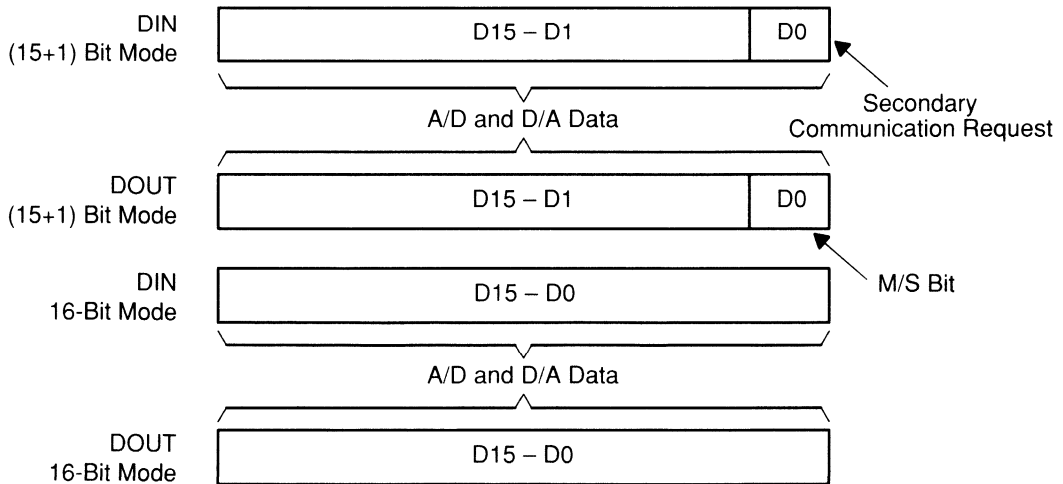 DIN
(15+1) Bit Mode
D15 – D1
D0
Secondary
Communication Request
A/D and D/A Data
DOUT
(15+1) Bit Mode
D15 – D1
D0
M/S Bit
DIN
16-Bit Mode
D15 – D0
A/D and D/A Data
DOUT
16-Bit Mode
D15 – D0